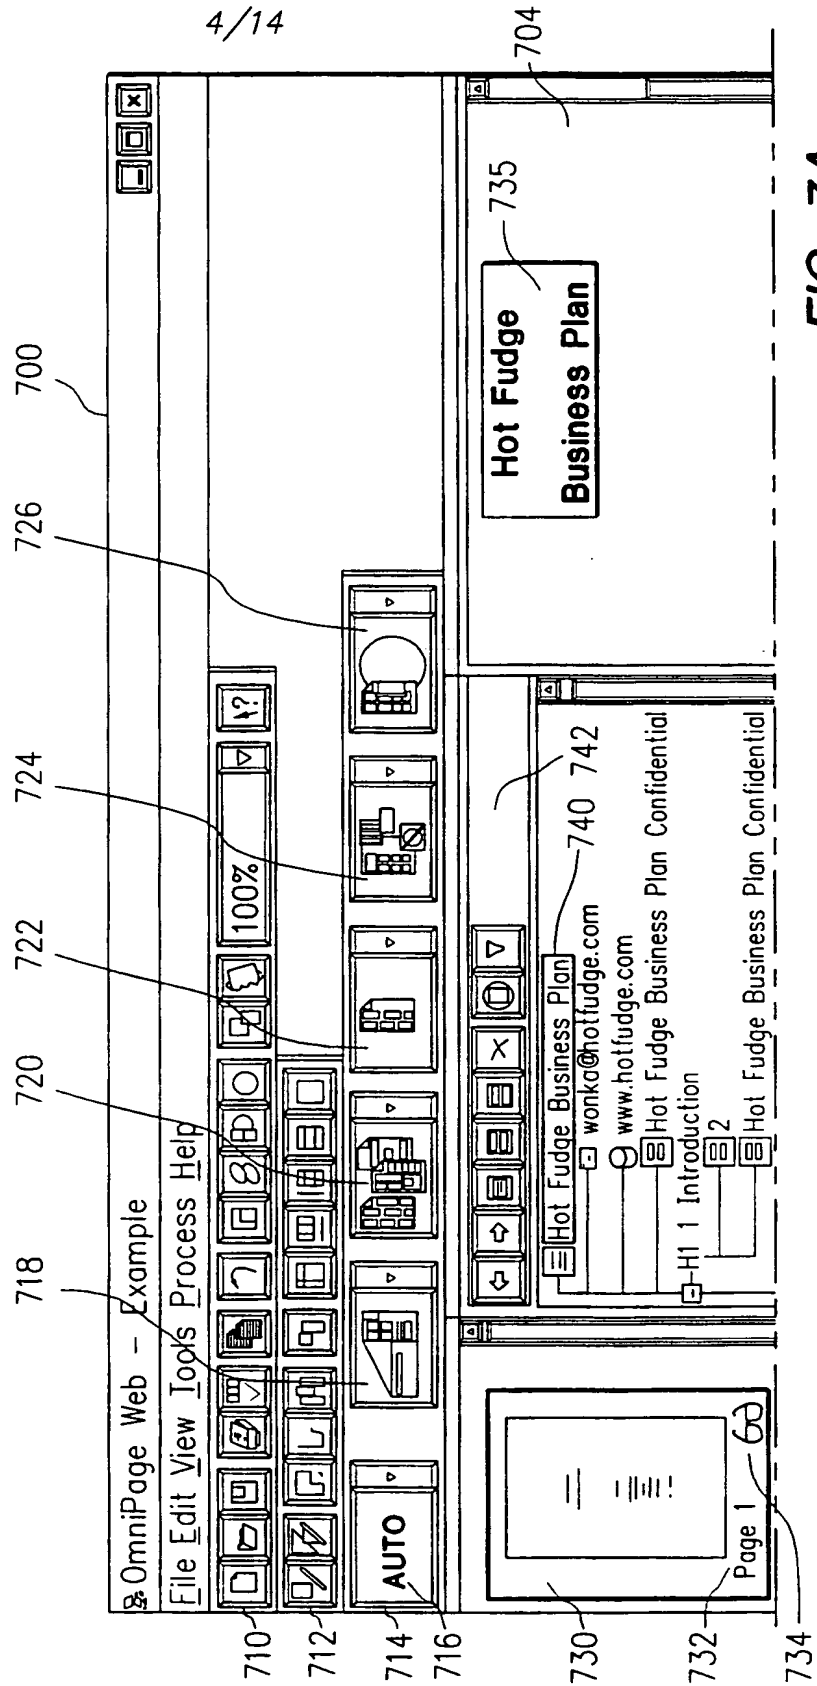 4/14
700
718
720
722
724
726
OmniPage Web – Example
File Edit View Tools Process Help
710
100%
?
712
714
AUTO
716
742
704
735
Hot Fudge
Business Plan
730
Page 1
732
734
Hot Fudge Business Plan
740
wonka@hotfudge.com
www.hotfudge.com
Hot Fudge Business Plan Confidential
H1 1 Introduction
2
Hot Fudge Business Plan Confidential